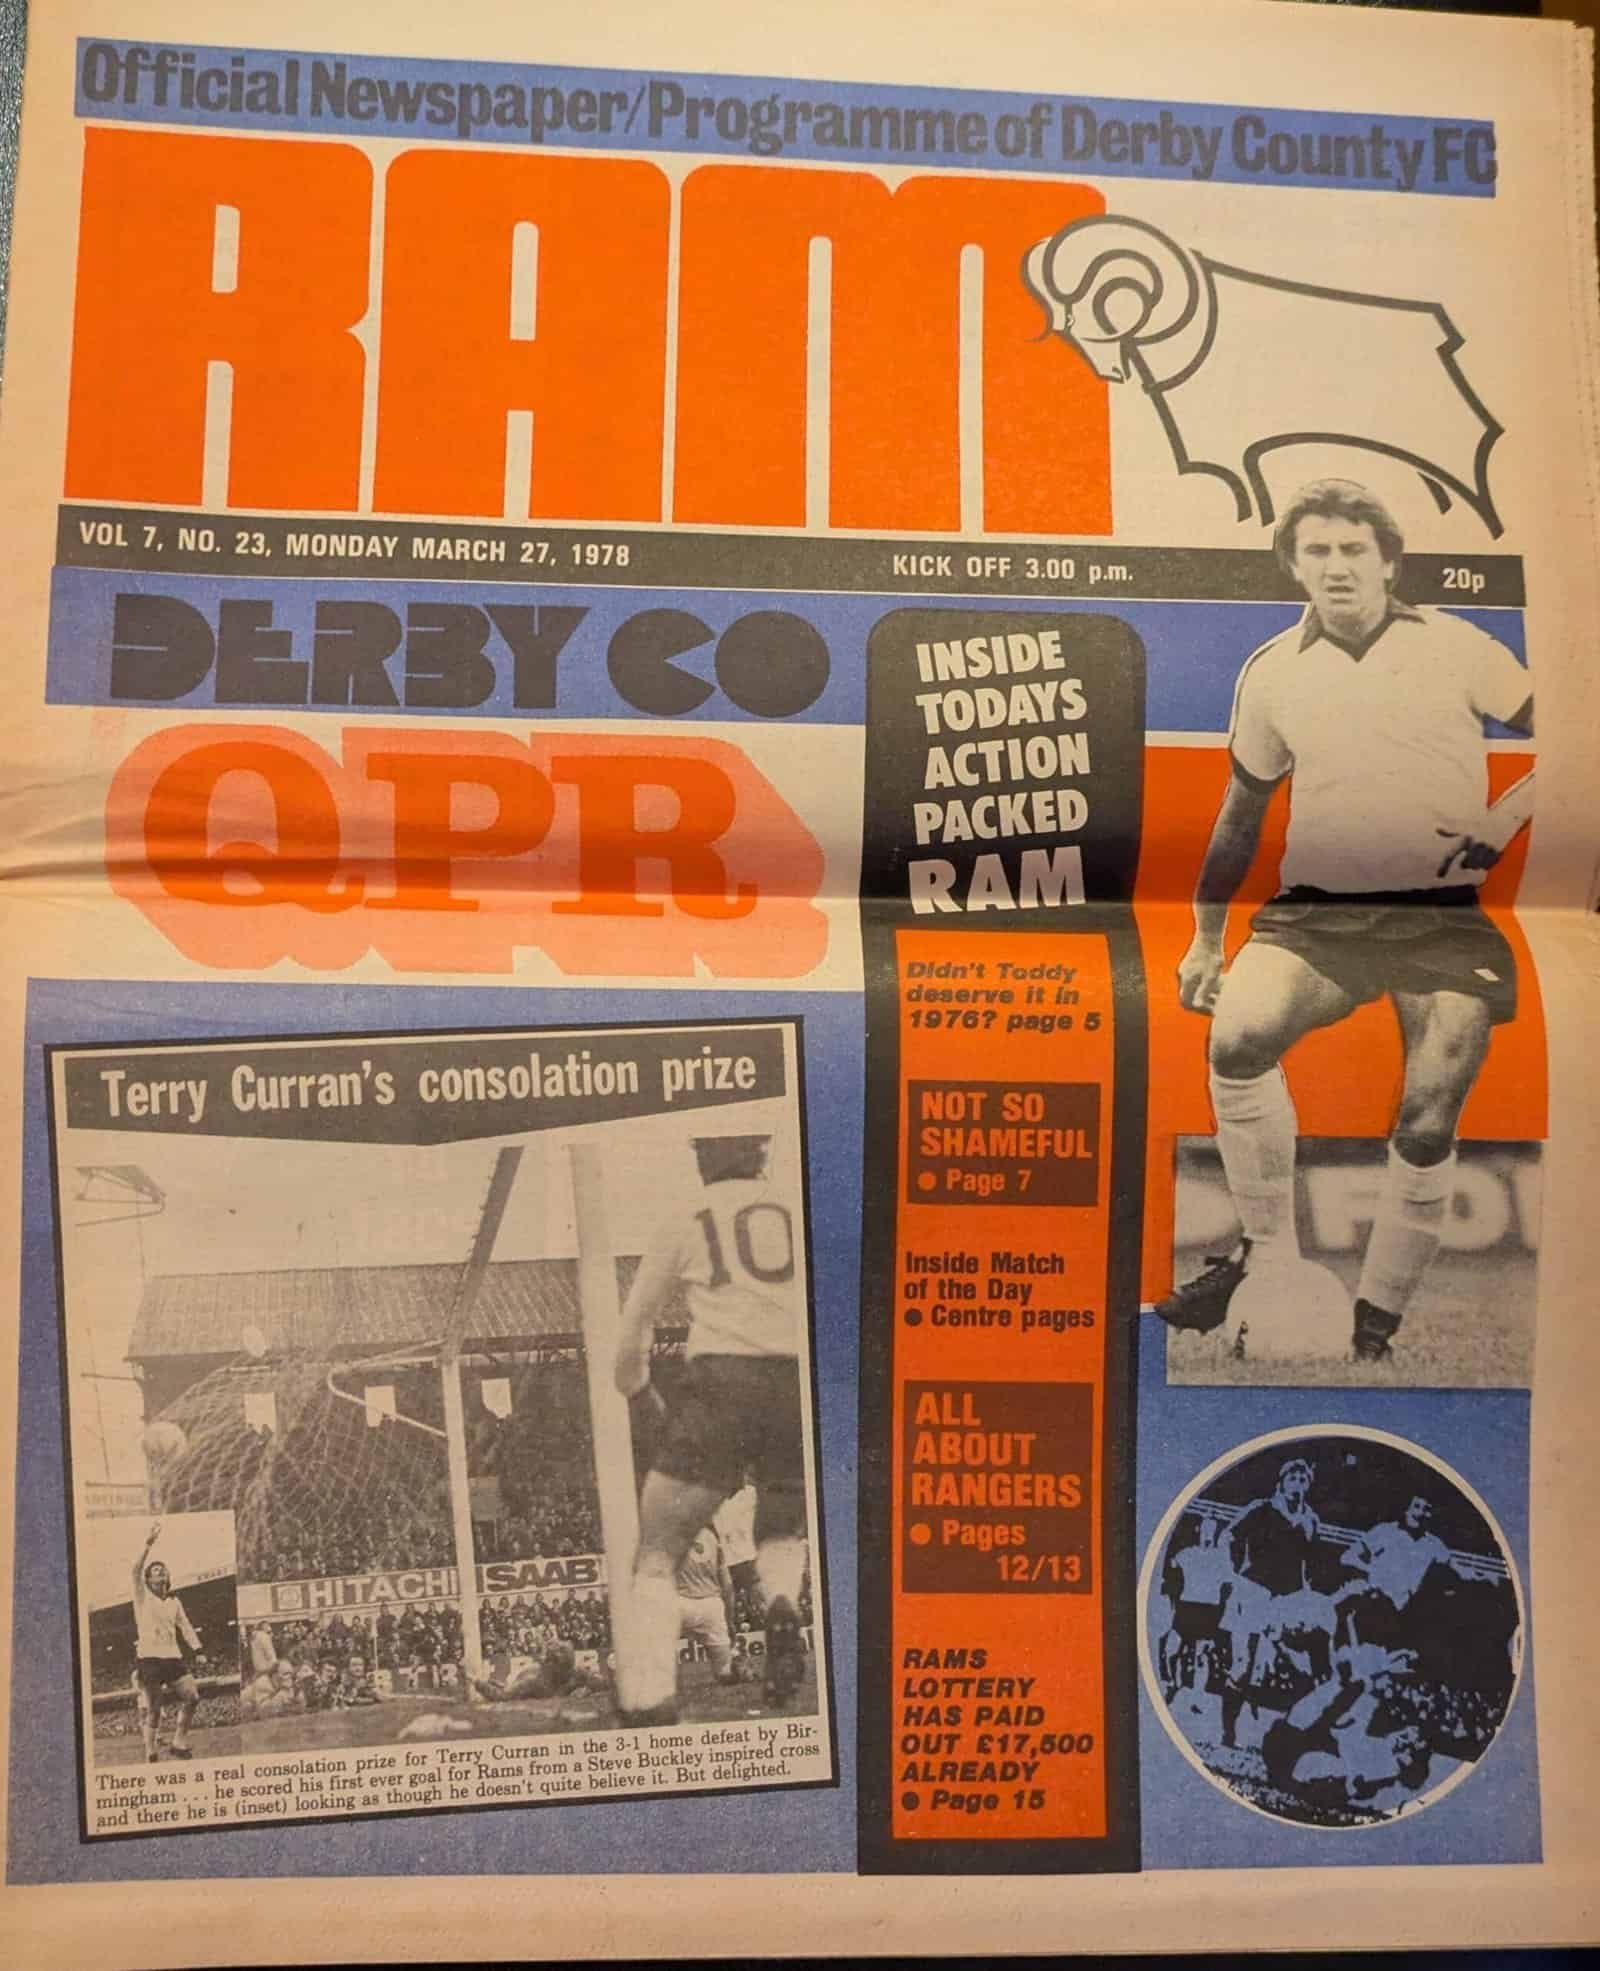 Official Newspaper/Programme of Derby County FC
RAM
VOL 7, NO. 23, MONDAY MARCH 27, 1978
KICK OFF 3.00 p.m.
20p
DERBY CO
QPR
INSIDE
TODAYS
ACTION
PACKED
RAM
Didn't Toddy
deserve it in
1976? page 5
NOT SO
SHAMEFUL
● Page 7
Inside Match
of the Day
● Centre pages
ALL
ABOUT
RANGERS
● Pages
12/13
RAMS
LOTTERY
HAS PAID
OUT £17,500
ALREADY
● Page 15
Terry Curran's consolation prize
10
HITACHI
SAAB
There was a real consolation prize for Terry Curran in the 3-1 home defeat by Bir-
mingham . . . he scored his first ever goal for Rams from a Steve Buckley inspired cross
and there he is (inset) looking as though he doesn't quite believe it. But delighted.